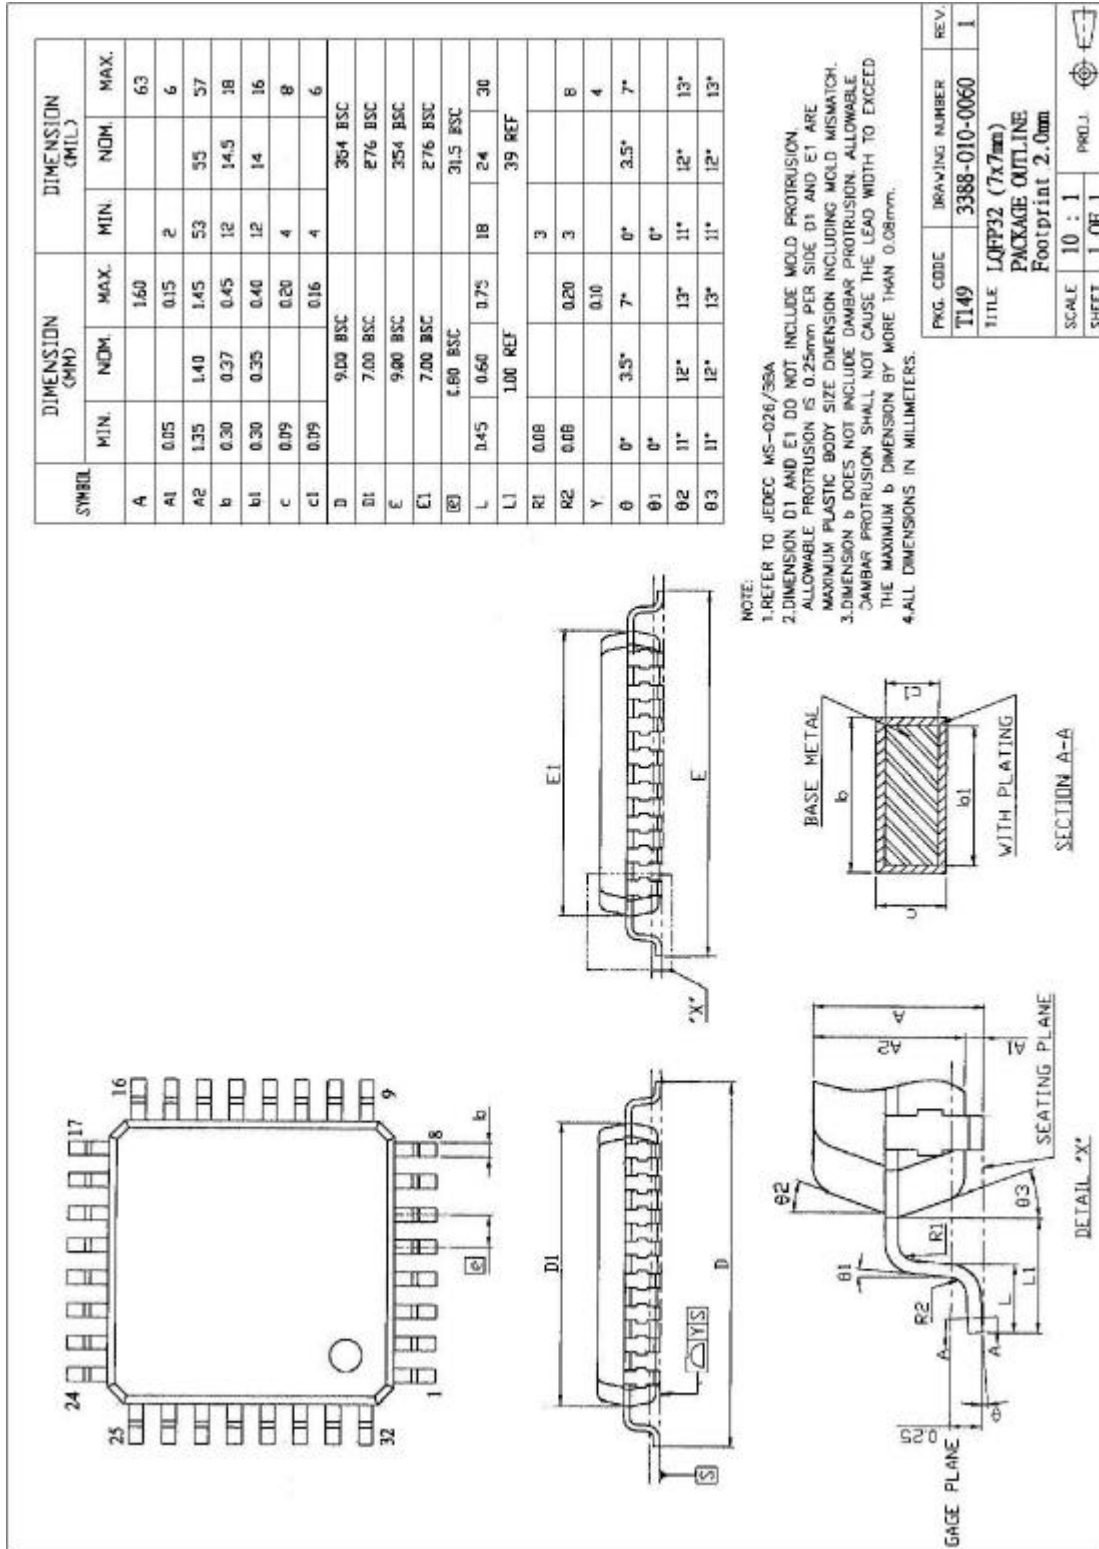 SYMBOL DIMENSION (MM) DIMENSION (MIL)
MIN. NOM. MAX. MIN. NOM. MAX.
A 1.60 63
A1 0.05 0.15 2 6
A2 1.35 1.40 1.45 53 55 57
b 0.30 0.37 0.45 12 14.5 18
b1 0.30 0.35 0.40 12 14 16
c 0.09 0.20 4 8
c1 0.09 0.16 4 6
D 9.00 BSC 354 BSC
D1 7.00 BSC 276 BSC
E 9.00 BSC 354 BSC
E1 7.00 BSC 276 BSC
e 0.80 BSC 31.5 BSC
L 0.45 0.60 0.75 18 24 30
L1 1.00 REF 39 REF
R1 0.08 3
R2 0.08 0.20 3 8
Y 0.10 4
θ 0° 3.5° 7° 0° 3.5° 7°
θ1 0° 0°
θ2 11° 12° 13° 11° 12° 13°
θ3 11° 12° 13° 11° 12° 13°
17
16
24
25
9
8
32
1
b
e
D1
D
Y S
S
E1
E
"X"
NOTE:
1.REFER TO JEDEC MS-026/BBA
2.DIMENSION D1 AND E1 DO NOT INCLUDE MOLD PROTRUSION.
ALLOWABLE PROTRUSION IS 0.25mm PER SIDE D1 AND E1 ARE
MAXIMUM PLASTIC BODY SIZE DIMENSION INCLUDING MOLD MISMATCH.
3.DIMENSION b DOES NOT INCLUDE DAMBAR PROTRUSION. ALLOWABLE
DAMBAR PROTRUSION SHALL NOT CAUSE THE LEAD WIDTH TO EXCEED
THE MAXIMUM b DIMENSION BY MORE THAN 0.08mm.
4.ALL DIMENSIONS IN MILLIMETERS.
BASE METAL
b
c
c1
b1
WITH PLATING
SECTION A-A
θ2
θ1
R1
R2
θ3
A
A2
A1
A
A
L
L1
θ
0.25
GAGE PLANE
SEATING PLANE
DETAIL "X"
PKG. CODE DRAWING NUMBER REV.
T149 3388-010-0060 1
TITLE LQFP32 (7x7mm)
PACKAGE OUTLINE
Footprint 2.0mm
SCALE 10 : 1 PROJ.
SHEET 1 OF 1